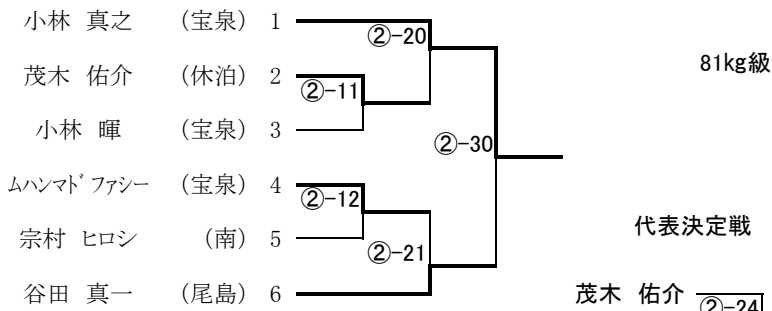 小林 真之 (宝泉) 1
②-20
81kg級
茂木 佑介 (休泊) 2
②-11
小林 暉 (宝泉) 3
②-30
ムハンマド ファシー (宝泉) 4
②-12
宗村 ヒロシ (南) 5
代表決定戦
②-21
谷田 真一 (尾島) 6
茂木 佑介
②-24